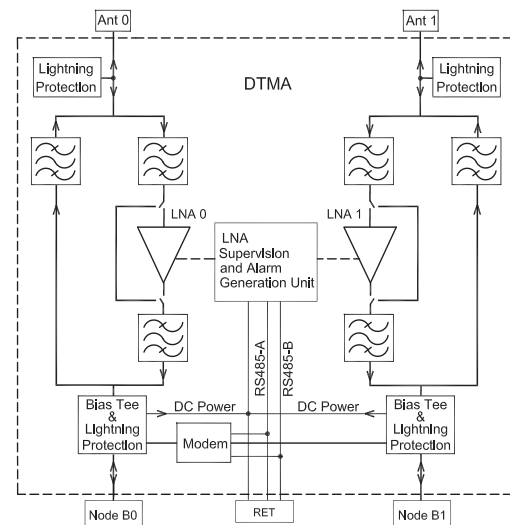 Ant 0
Ant 1
Lightning
Protection
DTMA
Lightning
Protection
LNA 0
LNA 1
LNA
Supervision
and Alarm
Generation Unit
RS485-A
RS485-B
Bias Tee
&
Lightning
Protection
DC Power
DC Power
Bias Tee
&
Lightning
Protection
Modem
Node B0
RET
Node B1